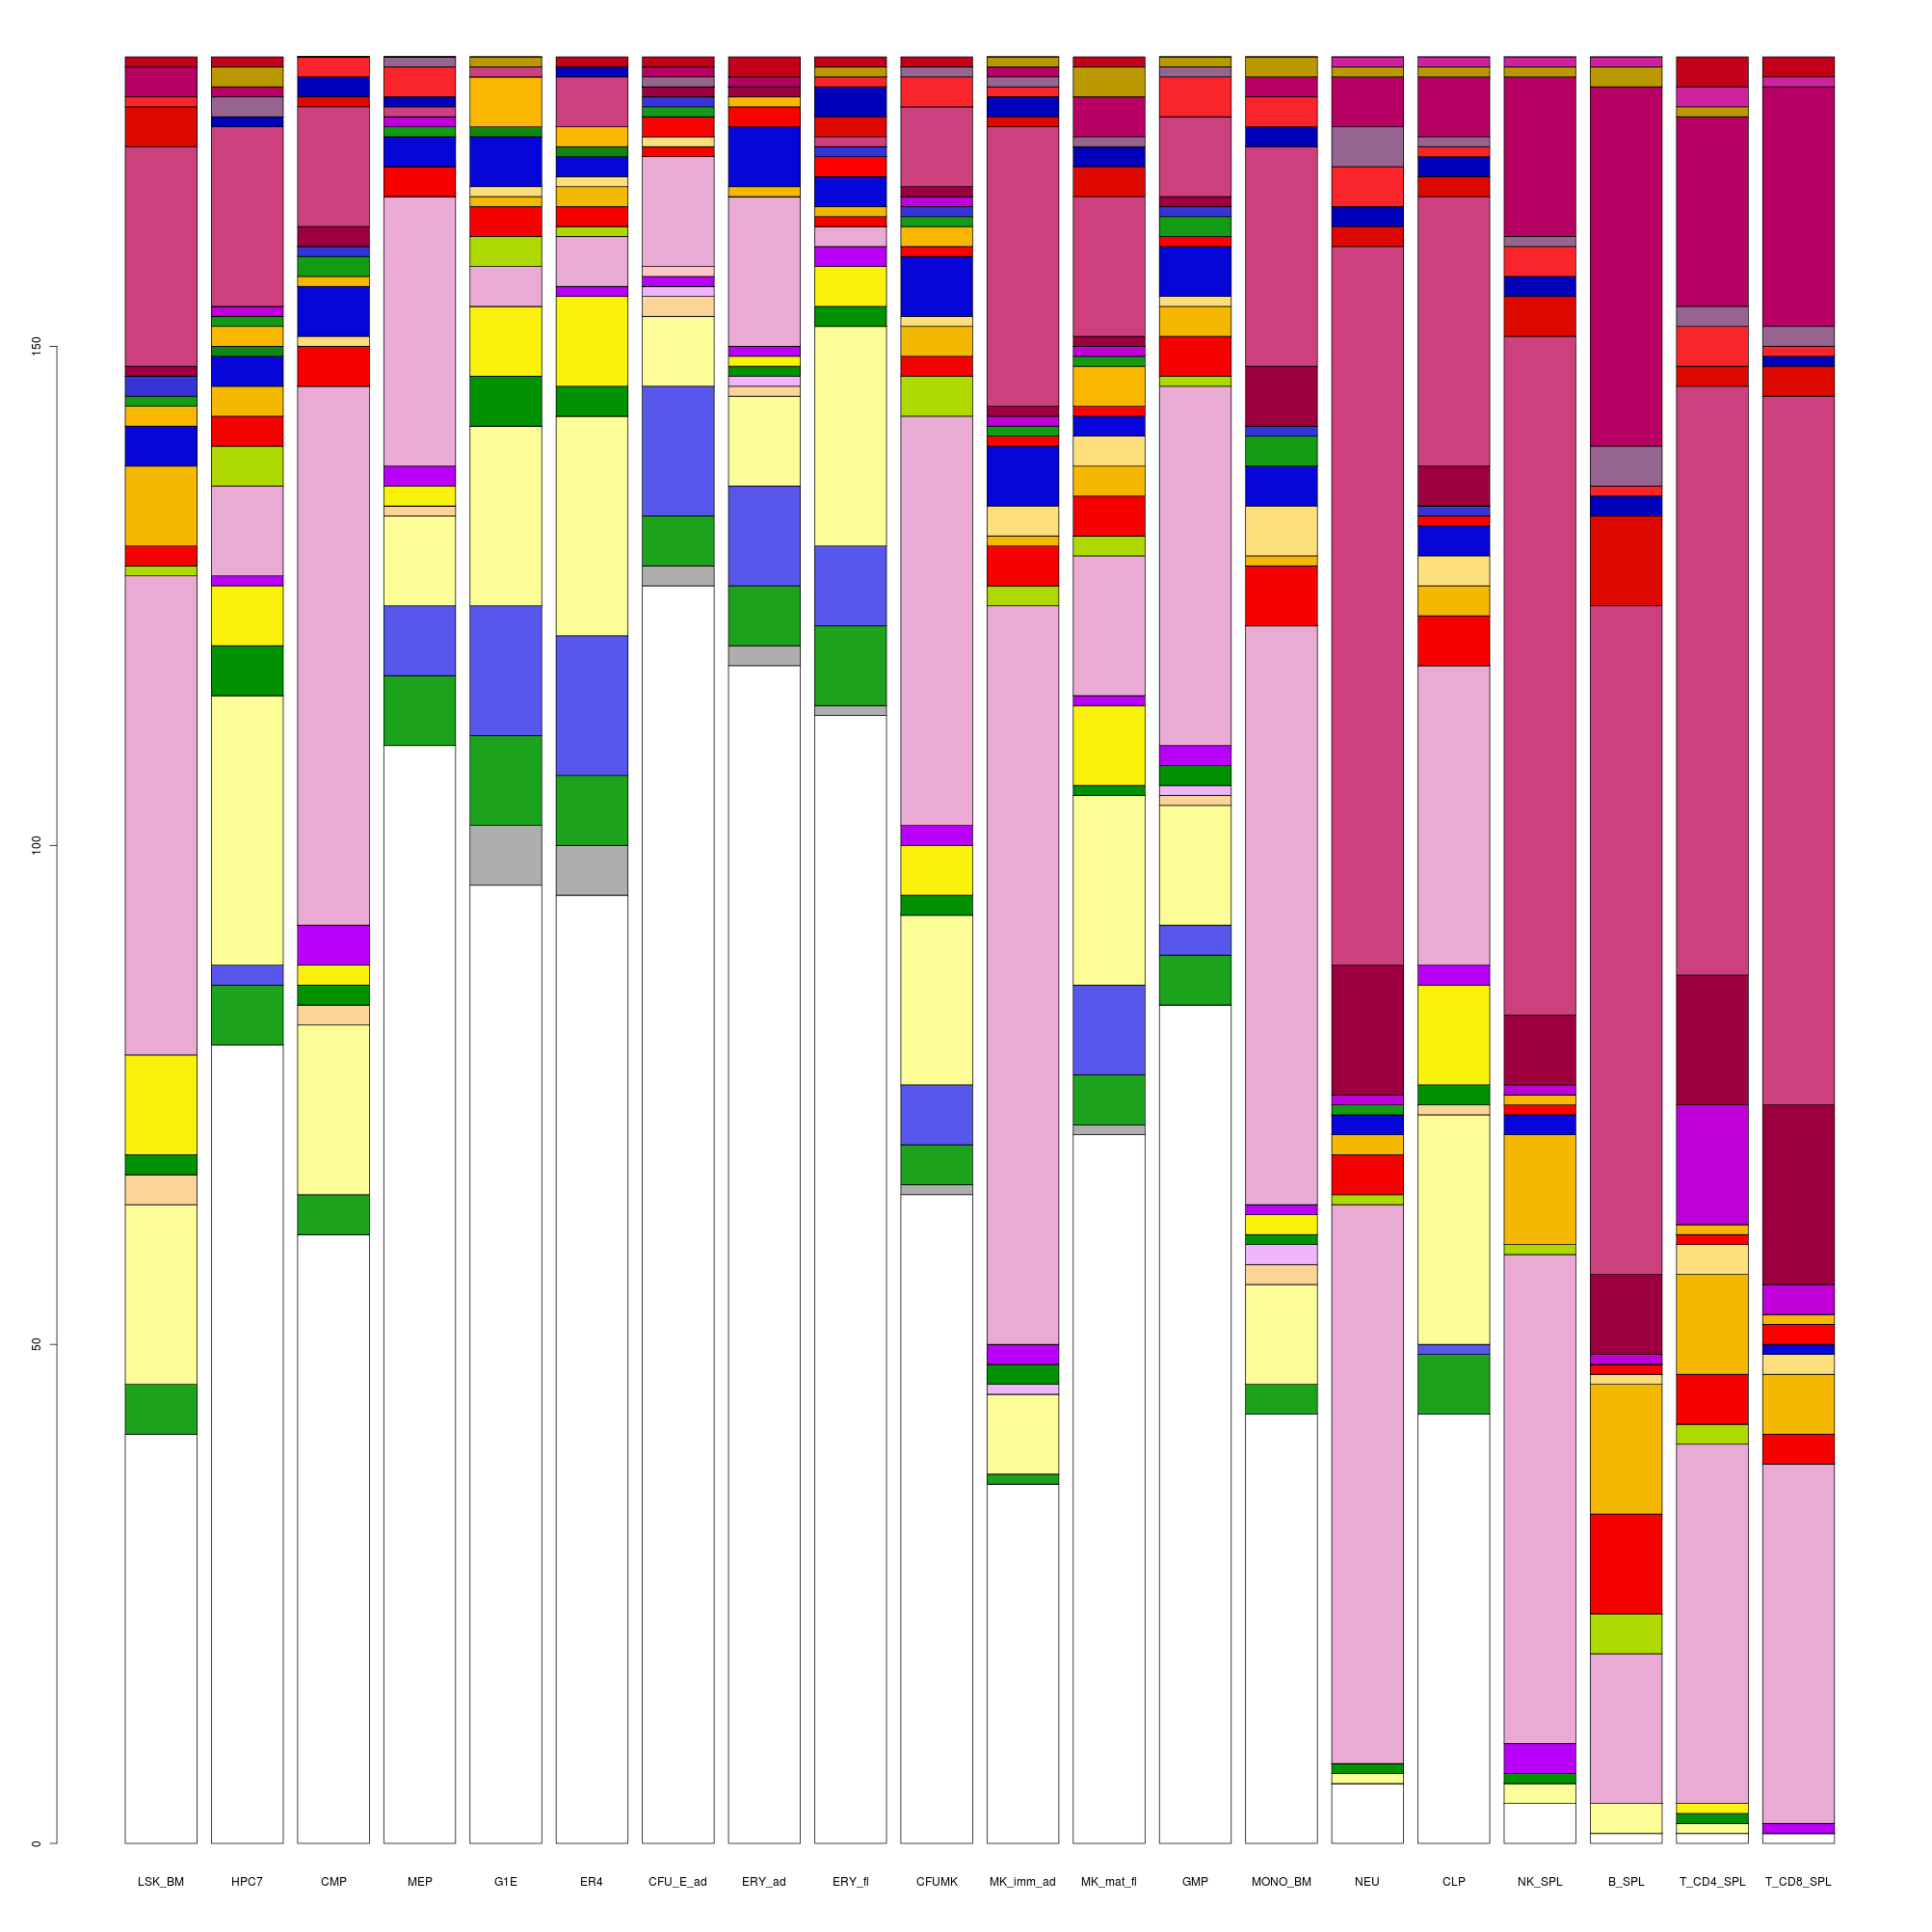 150
100
50
0
LSK_BM HPC7 CMP MEP G1E ER4 CFU_E_ad ERY_ad ERY_fl CFUMK MK_imm_ad MK_mat_fl GMP MONO_BM NEU CLP NK_SPL B_SPL T_CD4_SPL T_CD8_SPL